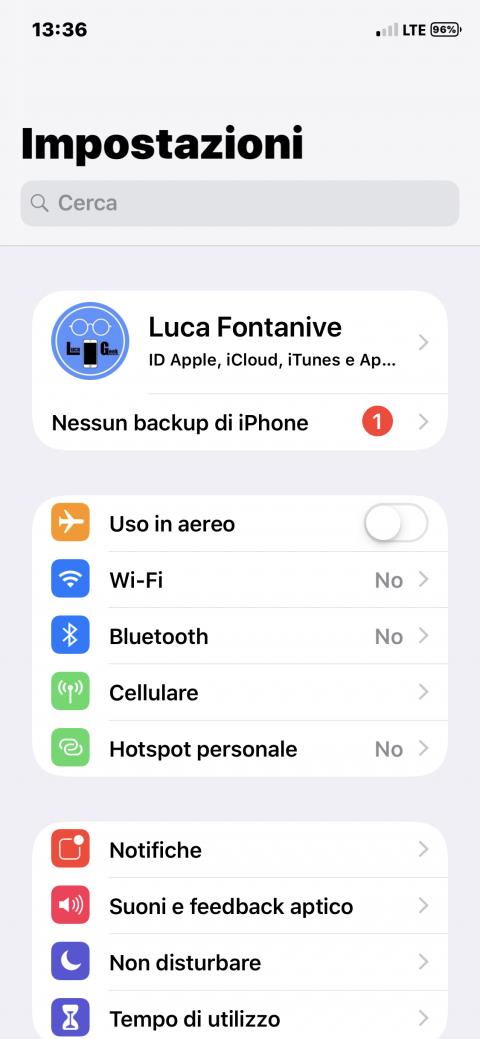 13:36
LTE 96%
Impostazioni
Cerca
Luca Geek
Luca Fontanive
ID Apple, iCloud, iTunes e Ap...
Nessun backup di iPhone 1
Uso in aereo
Wi-Fi No
Bluetooth No
Cellulare
Hotspot personale No
Notifiche
Suoni e feedback aptico
Non disturbare
Tempo di utilizzo